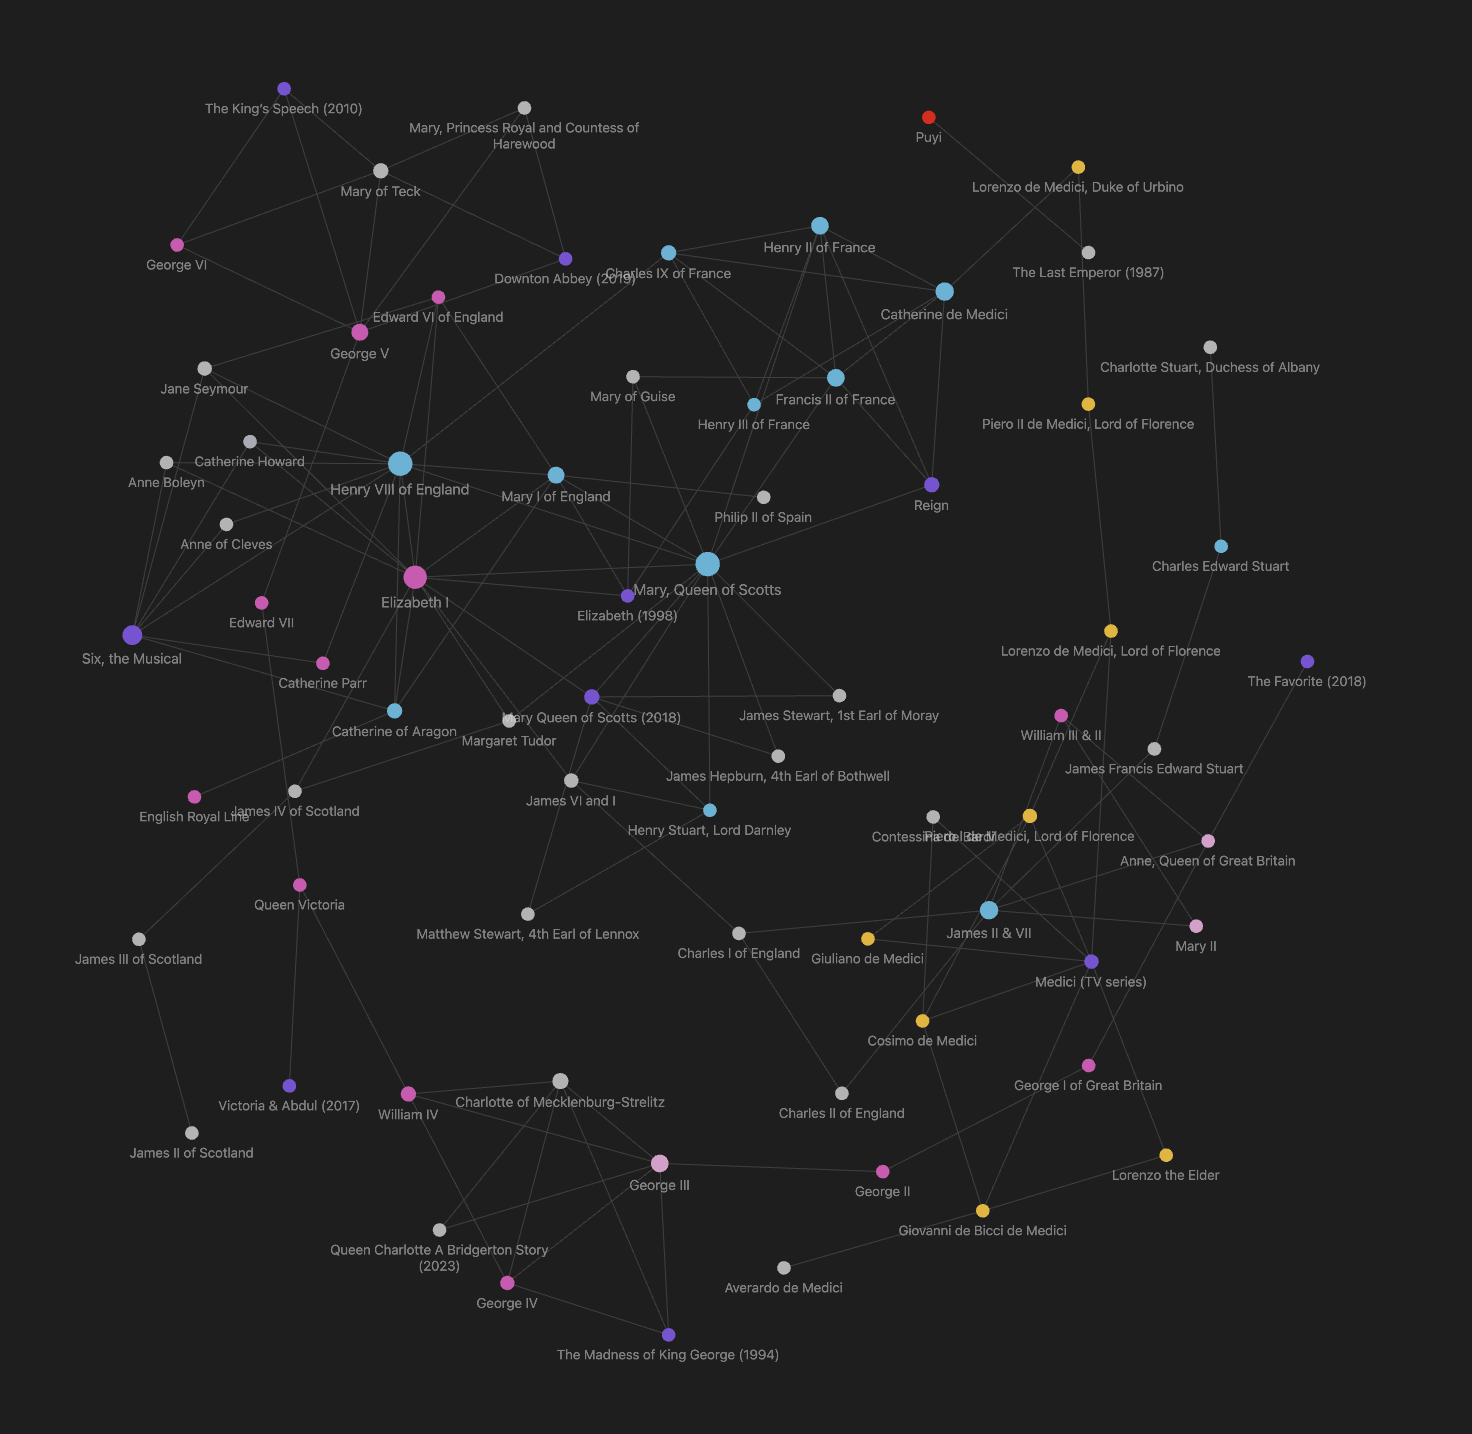 The King's Speech (2010)
Mary, Princess Royal and Countess of
Harewood
Puyi
Mary of Teck
Lorenzo de Medici, Duke of Urbino
Henry II of France
George VI
Charles IX of France
The Last Emperor (1987)
Downton Abbey (2019)
Edward VI of England
Catherine de Medici
George V
Charlotte Stuart, Duchess of Albany
Jane Seymour
Mary of Guise
Francis II of France
Henry III of France
Piero II de Medici, Lord of Florence
Catherine Howard
Anne Boleyn
Henry VIII of England
Mary I of England
Reign
Philip II of Spain
Anne of Cleves
Charles Edward Stuart
Mary, Queen of Scotts
Elizabeth I
Elizabeth (1998)
Edward VII
Lorenzo de Medici, Lord of Florence
Six, the Musical
Catherine Parr
The Favorite (2018)
Mary Queen of Scotts (2018)
James Stewart, 1st Earl of Moray
Catherine of Aragon
William III & II
Margaret Tudor
James Francis Edward Stuart
James Hepburn, 4th Earl of Bothwell
James VI and I
English Royal Line
James IV of Scotland
Henry Stuart, Lord Darnley
Piero de Medici, Lord of Florence
Anne, Queen of Great Britain
Queen Victoria
Matthew Stewart, 4th Earl of Lennox
James II & VII
Mary II
Charles I of England
James III of Scotland
Giuliano de Medici
Medici (TV series)
Cosimo de Medici
George I of Great Britain
Victoria & Abdul (2017)
Charlotte of Mecklenburg-Strelitz
William IV
Charles II of England
James II of Scotland
George III
George II
Lorenzo the Elder
Giovanni de Bicci de Medici
Queen Charlotte A Bridgerton Story
(2023)
Averardo de Medici
George IV
The Madness of King George (1994)